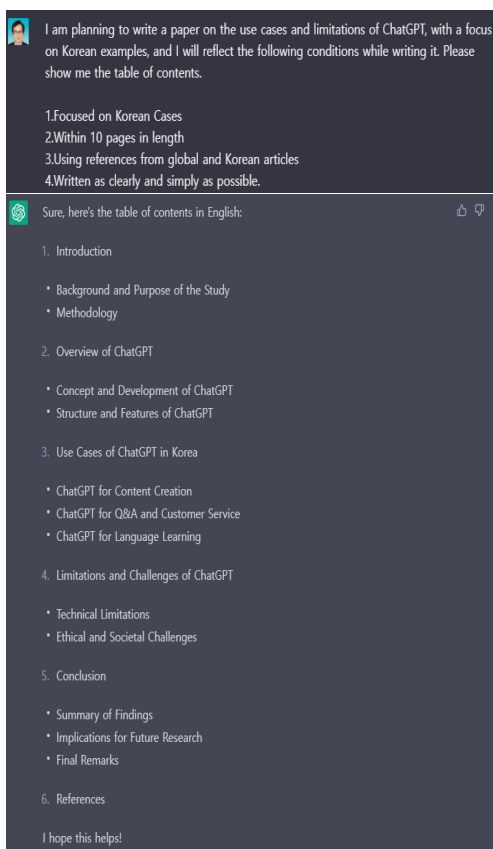 I am planning to write a paper on the use cases and limitations of ChatGPT, with a focus
on Korean examples, and I will reflect the following conditions while writing it. Please
show me the table of contents.
1.Focused on Korean Cases
2.Within 10 pages in length
3.Using references from global and Korean articles
4.Written as clearly and simply as possible.
Sure, here's the table of contents in English:
1. Introduction
• Background and Purpose of the Study
• Methodology
2. Overview of ChatGPT
• Concept and Development of ChatGPT
• Structure and Features of ChatGPT
3. Use Cases of ChatGPT in Korea
• ChatGPT for Content Creation
• ChatGPT for Q&A and Customer Service
• ChatGPT for Language Learning
4. Limitations and Challenges of ChatGPT
• Technical Limitations
• Ethical and Societal Challenges
5. Conclusion
• Summary of Findings
• Implications for Future Research
• Final Remarks
6. References
I hope this helps!